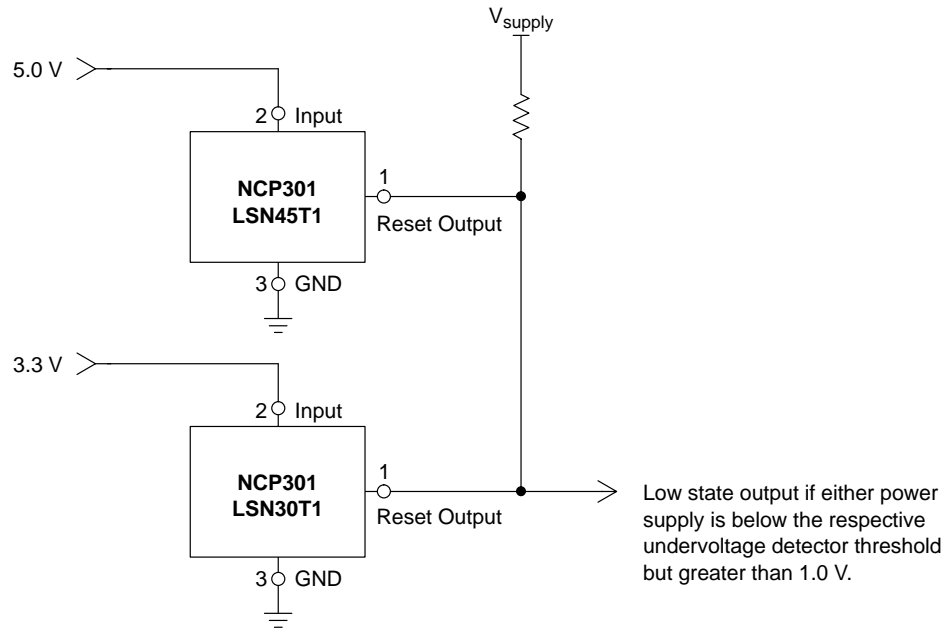 Vsupply
5.0 V
2 Input
NCP301
LSN45T1
1
Reset Output
3 GND
3.3 V
2 Input
NCP301
LSN30T1
1
Reset Output
3 GND
Low state output if either power
supply is below the respective
undervoltage detector threshold
but greater than 1.0 V.